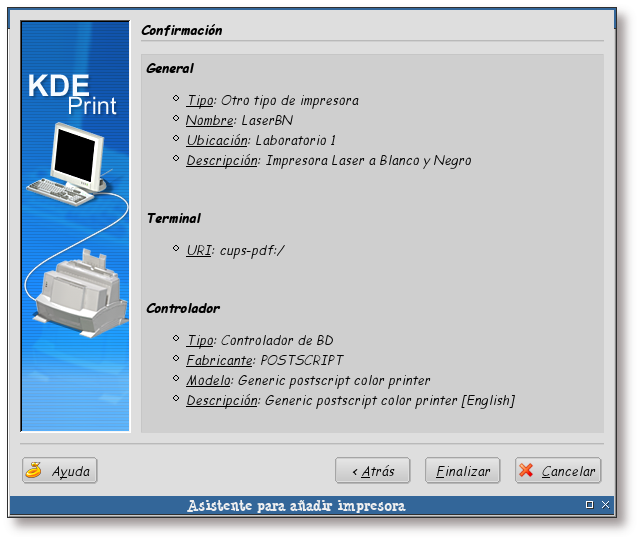 Confirmación
KDE
Print
General
Tipo: Otro tipo de impresora
Nombre: LaserBN
Ubicación: Laboratorio 1
Descripción: Impresora Laser a Blanco y Negro
Terminal
URI: cups-pdf:/
Controlador
Tipo: Controlador de BD
Fabricante: POSTSCRIPT
Modelo: Generic postscript color printer
Descripción: Generic postscript color printer [English]
Ayuda
< Atrás
Finalizar
Cancelar
Asistente para añadir impresora